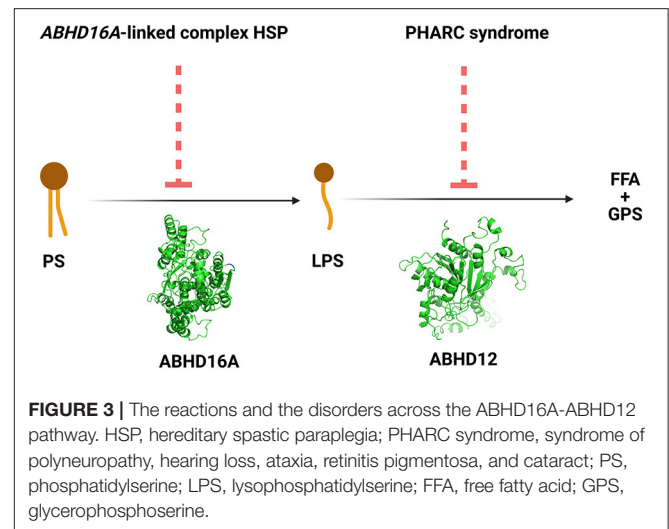 ABHD16A-linked complex HSP
PHARC syndrome
PS
LPS
FFA
+
GPS
ABHD16A
ABHD12
FIGURE 3 | The reactions and the disorders across the ABHD16A-ABHD12
pathway. HSP, hereditary spastic paraplegia; PHARC syndrome, syndrome of
polyneuropathy, hearing loss, ataxia, retinitis pigmentosa, and cataract; PS,
phosphatidylserine; LPS, lysophosphatidylserine; FFA, free fatty acid; GPS,
glycerophosphoserine.